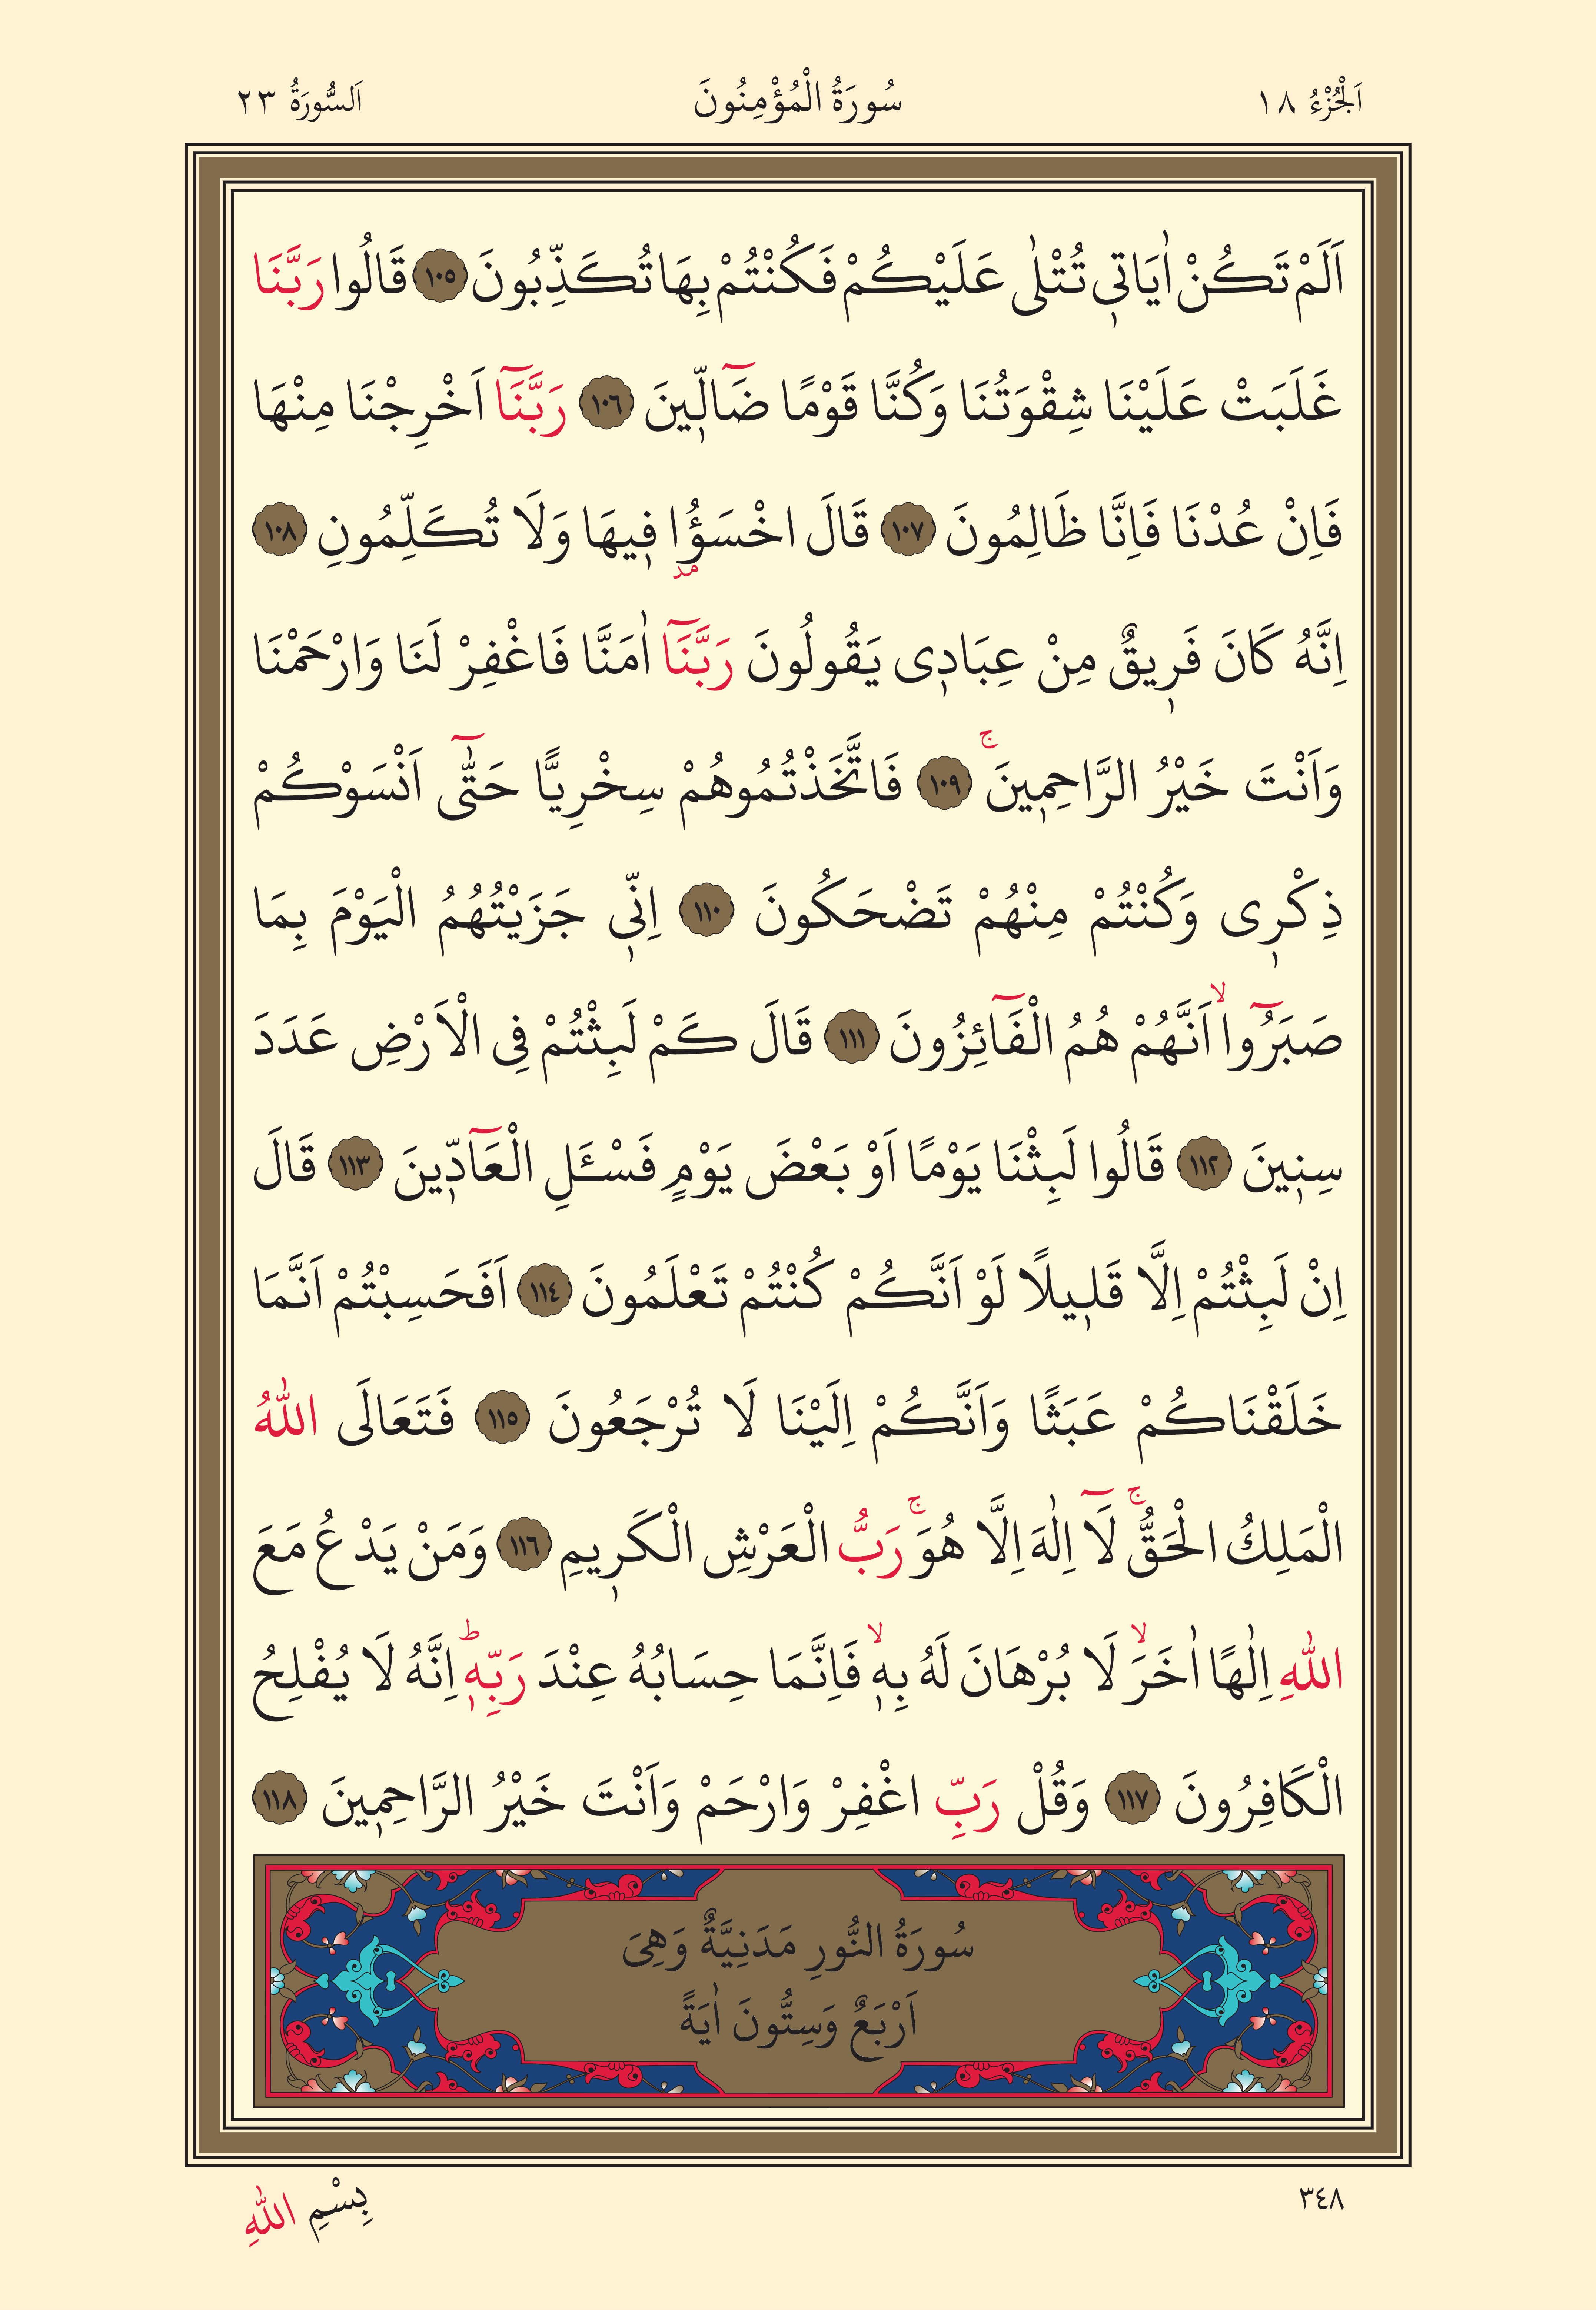 اَلْجُزْءُ ١٨ سُورَةُ الْمُؤْمِنُونَ اَلسُّورَةُ ٢٣
اَلَمْ تَكُنْ اٰيَاتٖي تُتْلٰى عَلَيْكُمْ فَكُنْتُمْ بِهَا تُكَذِّبُونَ ١٠٥ قَالُوا رَبَّنَا
غَلَبَتْ عَلَيْنَا شِقْوَتُنَا وَكُنَّا قَوْمًا ضَٓالّٖينَ ١٠٦ رَبَّنَٓا اَخْرِجْنَا مِنْهَا
فَاِنْ عُدْنَا فَاِنَّا ظَالِمُونَ ١٠٧ قَالَ اخْسَؤُ۫ا فٖيهَا وَلَا تُكَلِّمُونِ ١٠٨
اِنَّهُ كَانَ فَرٖيقٌ مِنْ عِبَادٖى يَقُولُونَ رَبَّنَٓا اٰمَنَّا فَاغْفِرْ لَنَا وَارْحَمْنَا
وَاَنْتَ خَيْرُ الرَّاحِمٖينَۚ ١٠٩ فَاتَّخَذْتُمُوهُمْ سِخْرِيًّا حَتّٰٓى اَنْسَوْكُمْ
ذِكْرٖى وَكُنْتُمْ مِنْهُمْ تَضْحَكُونَ ١١٠ اِنّٖى جَزَيْتُهُمُ الْيَوْمَ بِمَا
صَبَرُٓواۙ اَنَّهُمْ هُمُ الْفَٓائِزُونَ ١١١ قَالَ كَمْ لَبِثْتُمْ فِى الْاَرْضِ عَدَدَ
سِنٖينَ ١١٢ قَالُوا لَبِثْنَا يَوْمًا اَوْ بَعْضَ يَوْمٍ فَسْـَٔلِ الْعَٓادّٖينَ ١١٣ قَالَ
اِنْ لَبِثْتُمْ اِلَّا قَلٖيلًا لَوْ اَنَّكُمْ كُنْتُمْ تَعْلَمُونَ ١١٤ اَفَحَسِبْتُمْ اَنَّمَا
خَلَقْنَاكُمْ عَبَثًا وَاَنَّكُمْ اِلَيْنَا لَا تُرْجَعُونَ ١١٥ فَتَعَالَى اللّٰهُ
الْمَلِكُ الْحَقُّۚ لَٓا اِلٰهَ اِلَّا هُوَۚ رَبُّ الْعَرْشِ الْكَرٖيمِ ١١٦ وَمَنْ يَدْعُ مَعَ
اللّٰهِ اِلٰهًا اٰخَرَۙ لَا بُرْهَانَ لَهُ بِهٖۙ فَاِنَّمَا حِسَابُهُ عِنْدَ رَبِّهٖؕ اِنَّهُ لَا يُفْلِحُ
الْكَافِرُونَ ١١٧ وَقُلْ رَبِّ اغْفِرْ وَارْحَمْ وَاَنْتَ خَيْرُ الرَّاحِمٖينَ ١١٨
سُورَةُ النُّورِ مَدَنِيَّةٌ وَهِىَ
اَرْبَعٌ وَسِتُّونَ اٰيَةً
٣٤٨ بِسْمِ اللّٰهِ